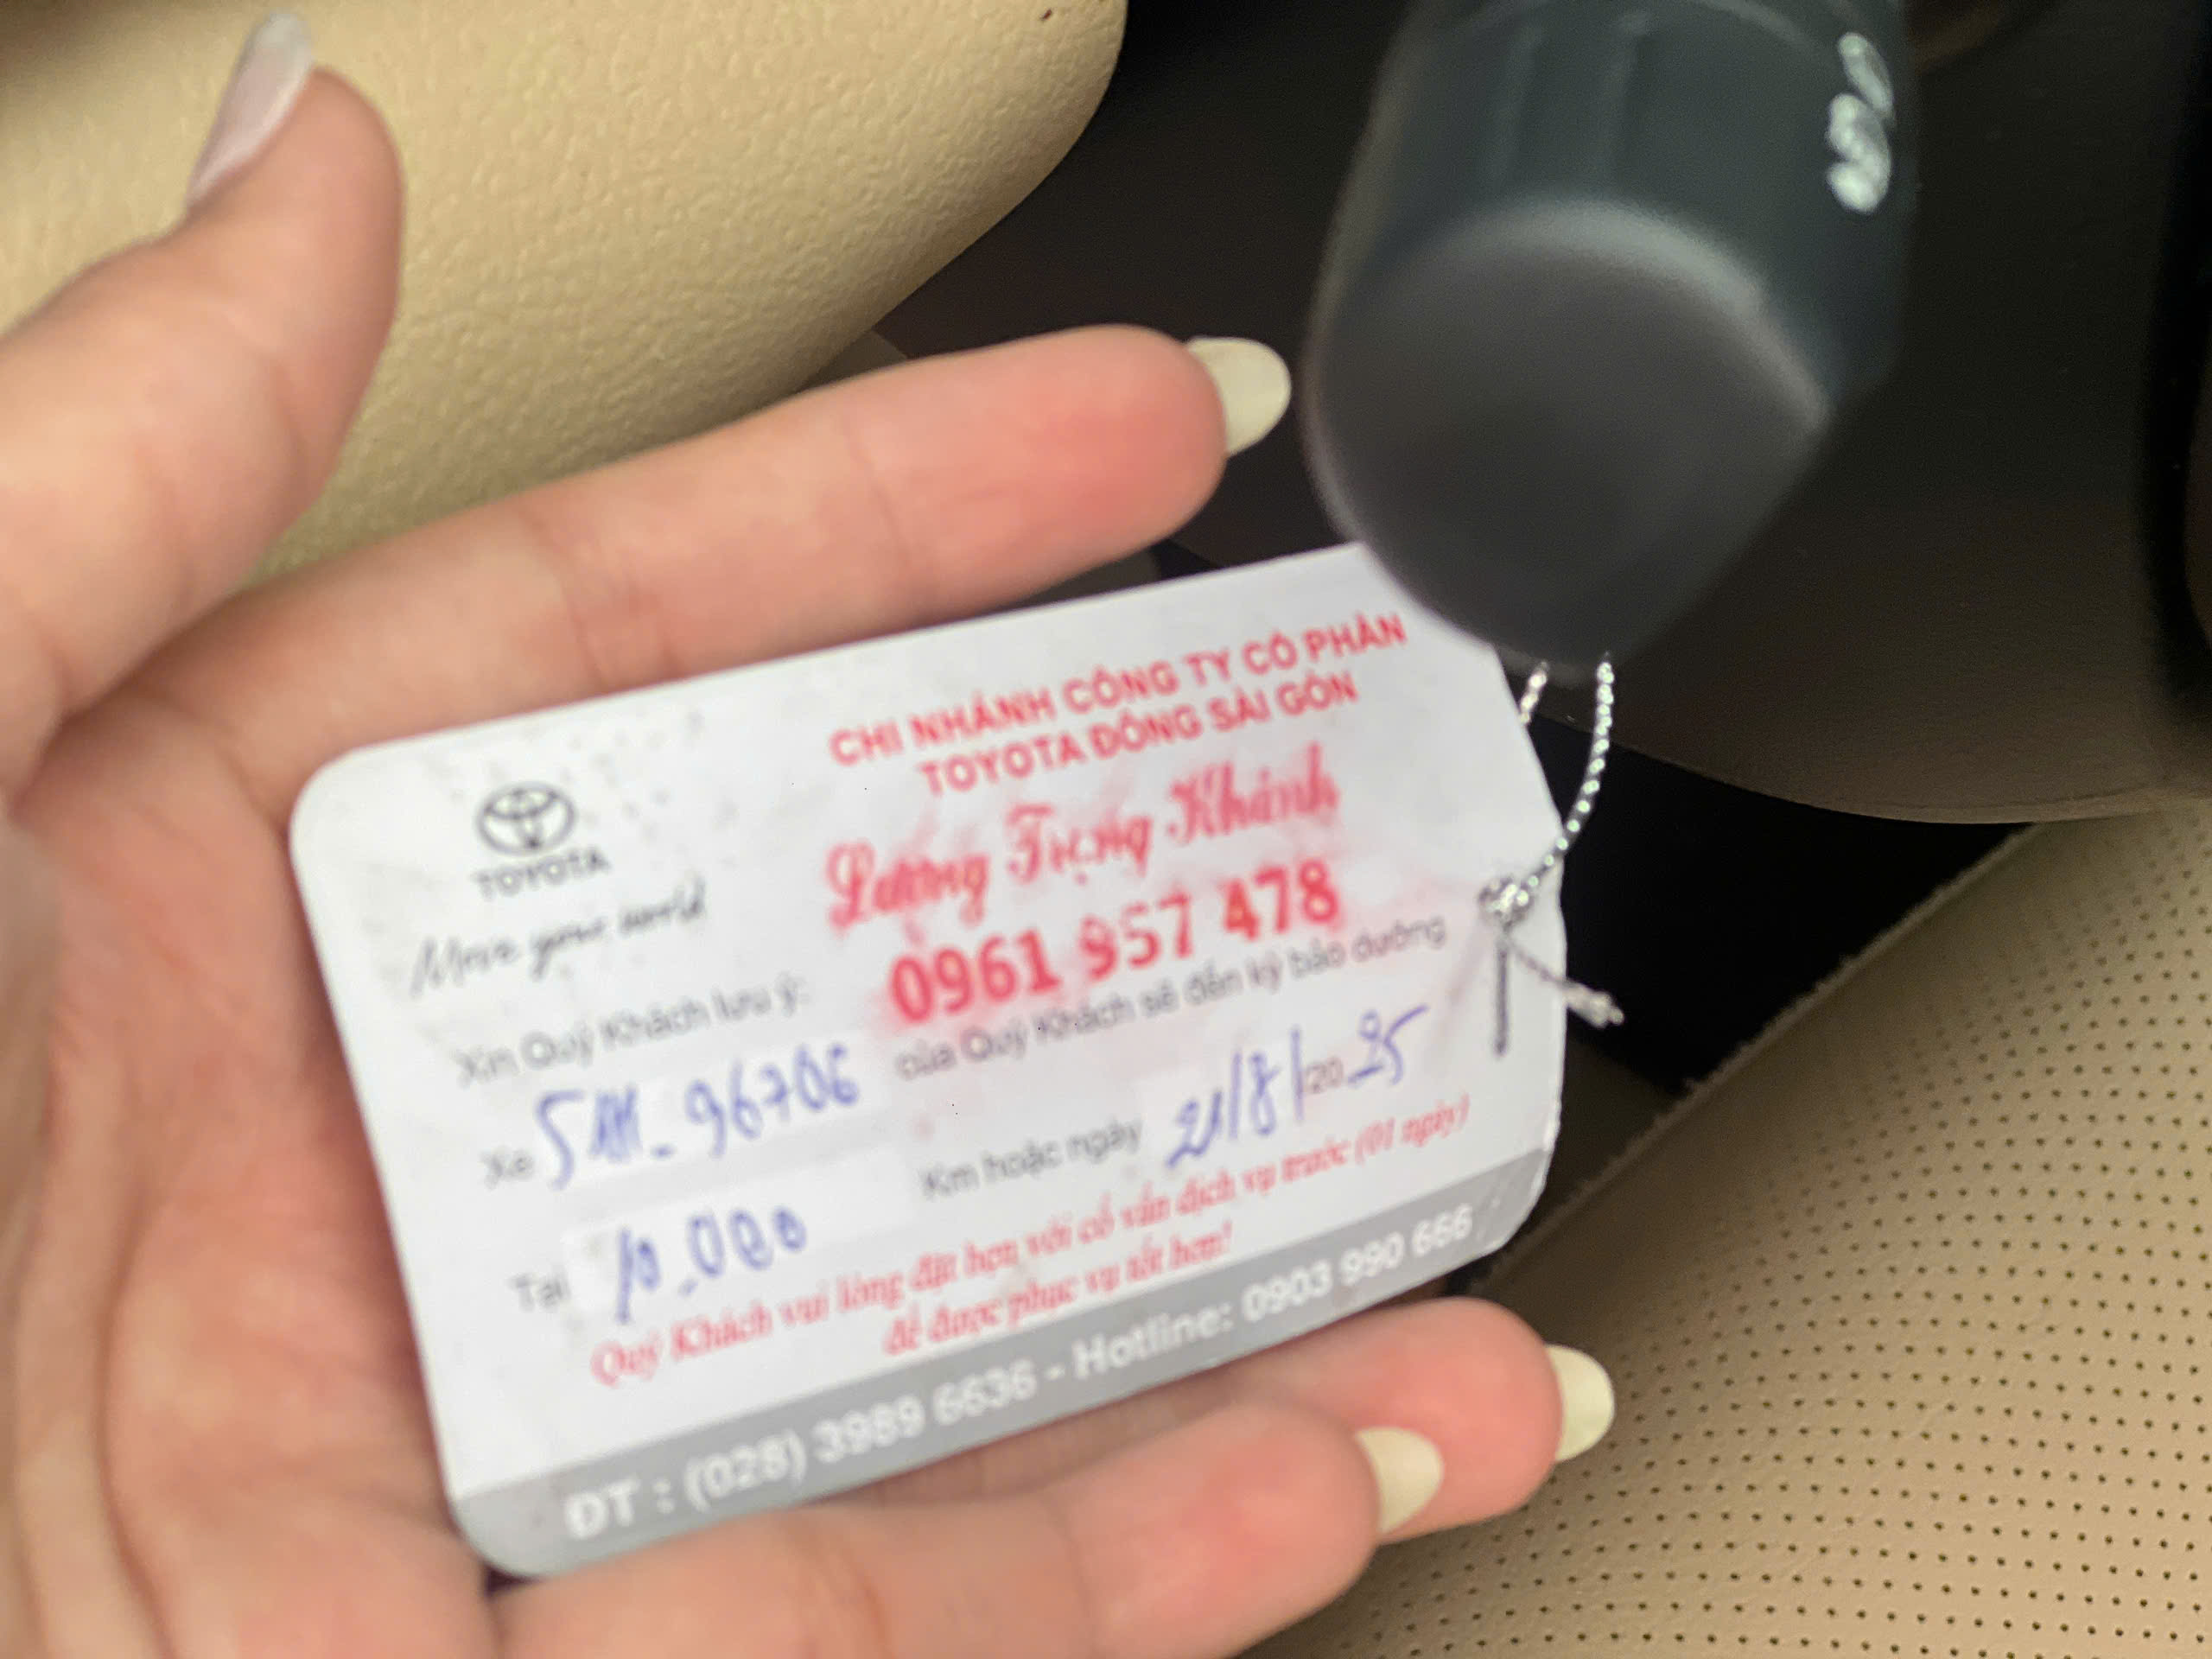 CHI NHÁNH CÔNG TY CỔ PHẦN
TOYOTA ĐÔNG SÀI GÒN
TOYOTA
Lương Trọng Khánh
Move your world
0961 957 478
Xin Quý Khách lưu ý:
Xe 51M-96706 của Quý Khách sẽ đến kỳ bảo dưỡng
Tại 10.000 Km hoặc ngày 21/8/2025
Quý Khách vui lòng đặt hẹn với cố vấn dịch vụ trước (01 ngày)
để được phục vụ tốt hơn!
ĐT : (028) 3989 6636 - Hotline: 0903 990 666